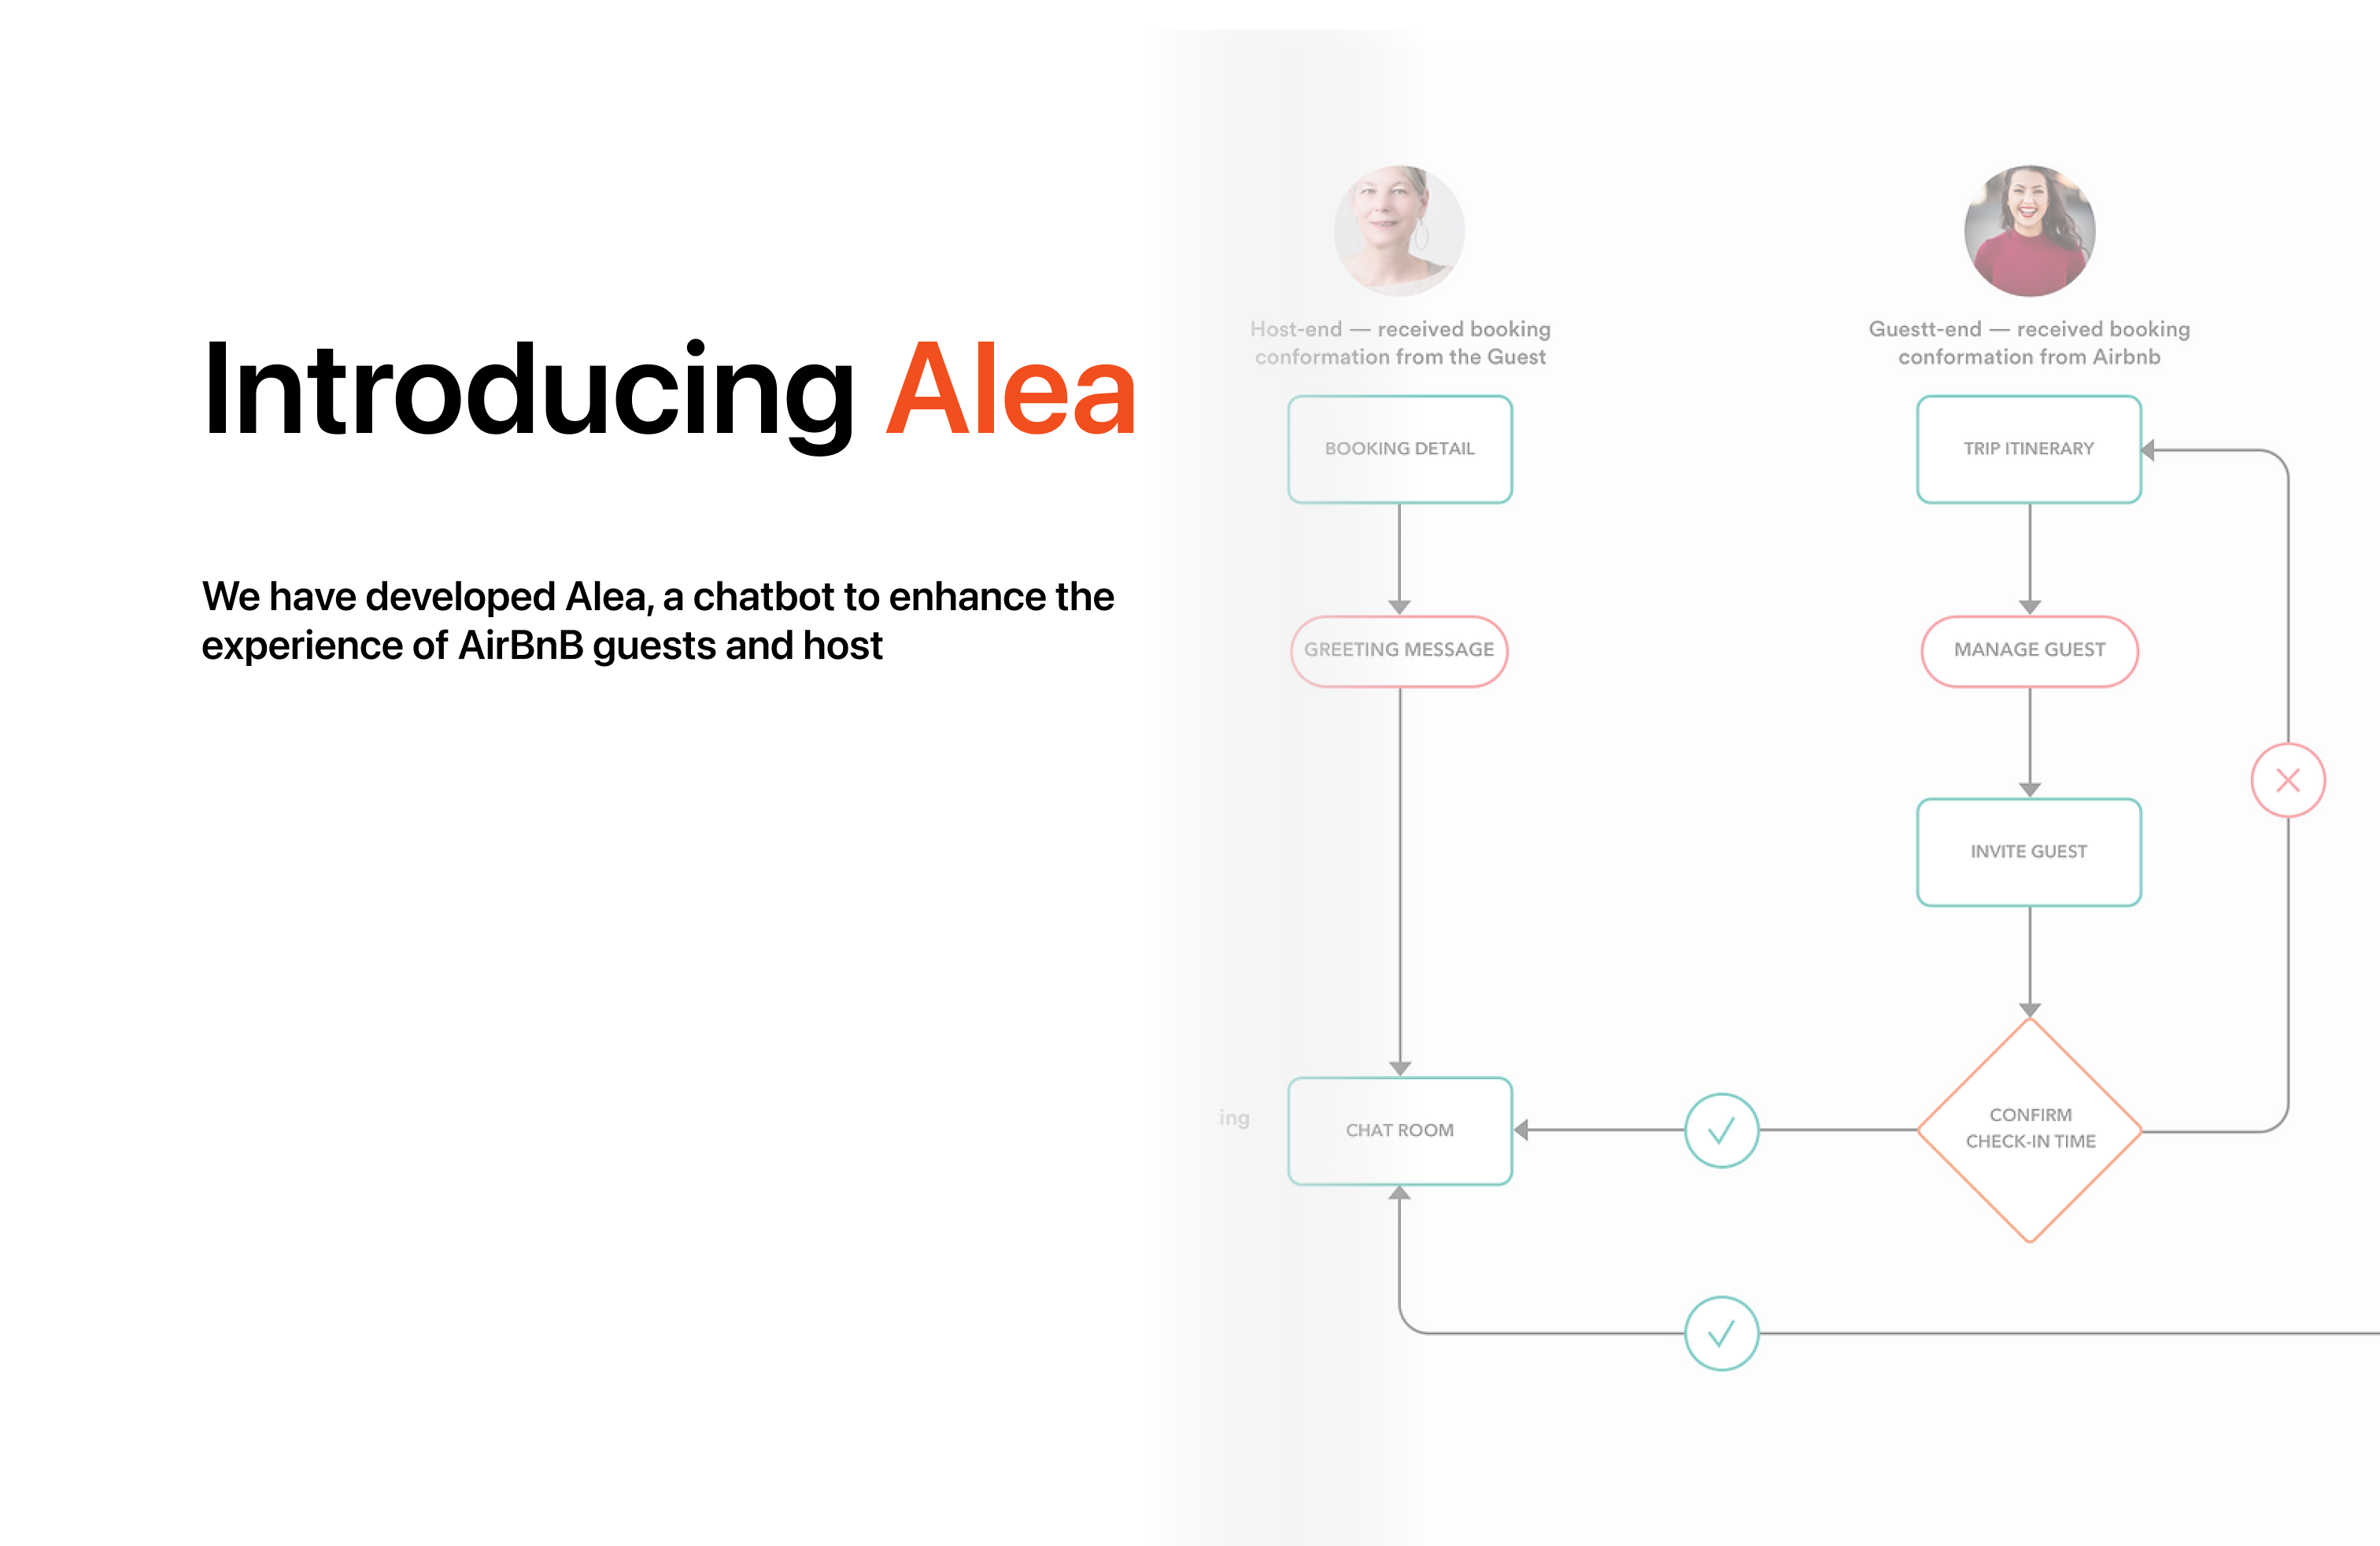 Introducing Alea
We have developed Alea, a chatbot to enhance the
experience of AirBnB guests and host
Host-end — received booking
conformation from the Guest
BOOKING DETAIL
GREETING MESSAGE
ing
CHAT ROOM
Guestt-end — received booking
conformation from Airbnb
TRIP ITINERARY
MANAGE GUEST
INVITE GUEST
CONFIRM
CHECK-IN TIME